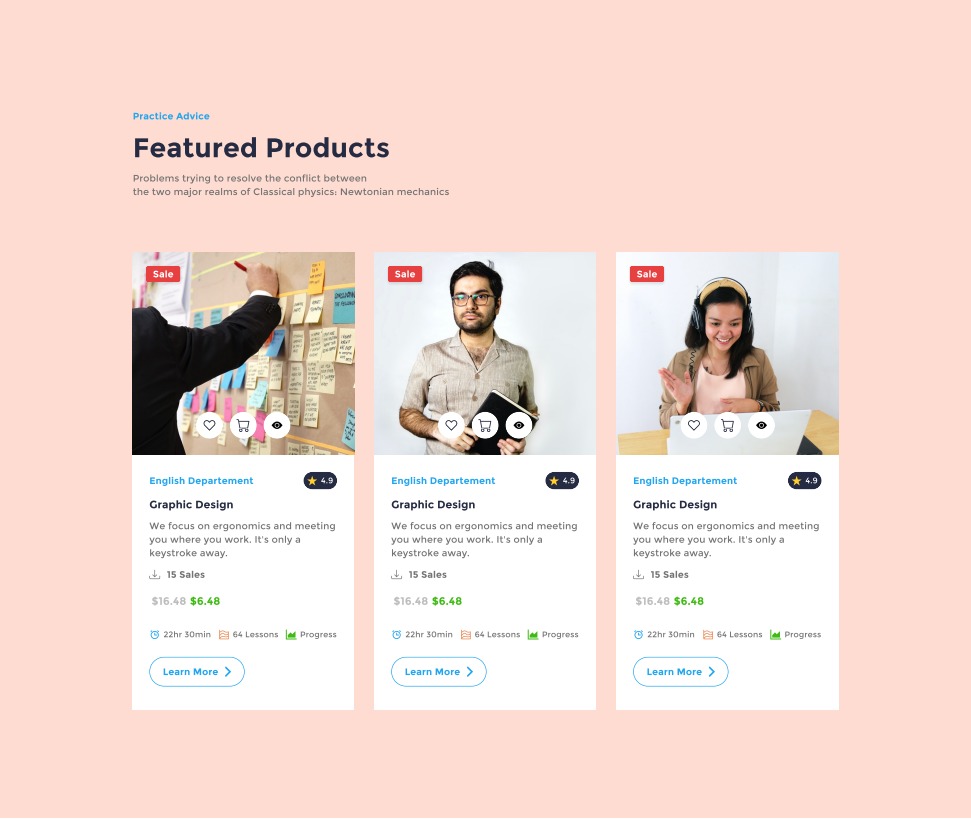 Practice Advice
Featured Products
Problems trying to resolve the conflict between
the two major realms of Classical physics: Newtonian mechanics
Sale
English Departement
4.9
Graphic Design
We focus on ergonomics and meeting
you where you work. It's only a
keystroke away.
15 Sales
$16.48 $6.48
22hr 30min
64 Lessons
Progress
Learn More
Sale
English Departement
4.9
Graphic Design
We focus on ergonomics and meeting
you where you work. It's only a
keystroke away.
15 Sales
$16.48 $6.48
22hr 30min
64 Lessons
Progress
Learn More
Sale
English Departement
4.9
Graphic Design
We focus on ergonomics and meeting
you where you work. It's only a
keystroke away.
15 Sales
$16.48 $6.48
22hr 30min
64 Lessons
Progress
Learn More